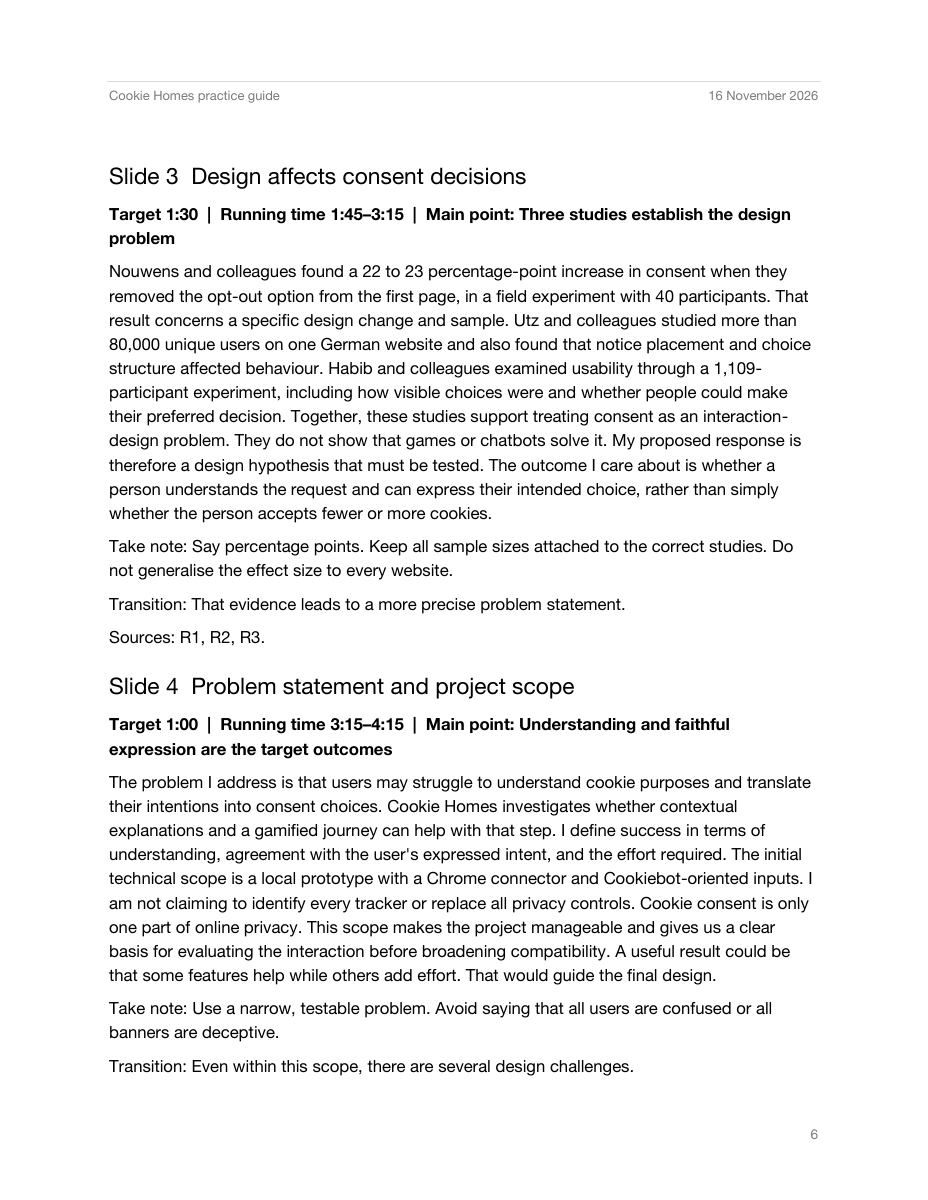 Cookie Homes practice guide
16 November 2026
Slide 3 Design affects consent decisions
Target 1:30 | Running time 1:45–3:15 | Main point: Three studies establish the design
problem
Nouwens and colleagues found a 22 to 23 percentage-point increase in consent when they
removed the opt-out option from the first page, in a field experiment with 40 participants. That
result concerns a specific design change and sample. Utz and colleagues studied more than
80,000 unique users on one German website and also found that notice placement and choice
structure affected behaviour. Habib and colleagues examined usability through a 1,109-
participant experiment, including how visible choices were and whether people could make
their preferred decision. Together, these studies support treating consent as an interaction-
design problem. They do not show that games or chatbots solve it. My proposed response is
therefore a design hypothesis that must be tested. The outcome I care about is whether a
person understands the request and can express their intended choice, rather than simply
whether the person accepts fewer or more cookies.
Take note: Say percentage points. Keep all sample sizes attached to the correct studies. Do
not generalise the effect size to every website.
Transition: That evidence leads to a more precise problem statement.
Sources: R1, R2, R3.
Slide 4 Problem statement and project scope
Target 1:00 | Running time 3:15–4:15 | Main point: Understanding and faithful
expression are the target outcomes
The problem I address is that users may struggle to understand cookie purposes and translate
their intentions into consent choices. Cookie Homes investigates whether contextual
explanations and a gamified journey can help with that step. I define success in terms of
understanding, agreement with the user's expressed intent, and the effort required. The initial
technical scope is a local prototype with a Chrome connector and Cookiebot-oriented inputs. I
am not claiming to identify every tracker or replace all privacy controls. Cookie consent is only
one part of online privacy. This scope makes the project manageable and gives us a clear
basis for evaluating the interaction before broadening compatibility. A useful result could be
that some features help while others add effort. That would guide the final design.
Take note: Use a narrow, testable problem. Avoid saying that all users are confused or all
banners are deceptive.
Transition: Even within this scope, there are several design challenges.
6